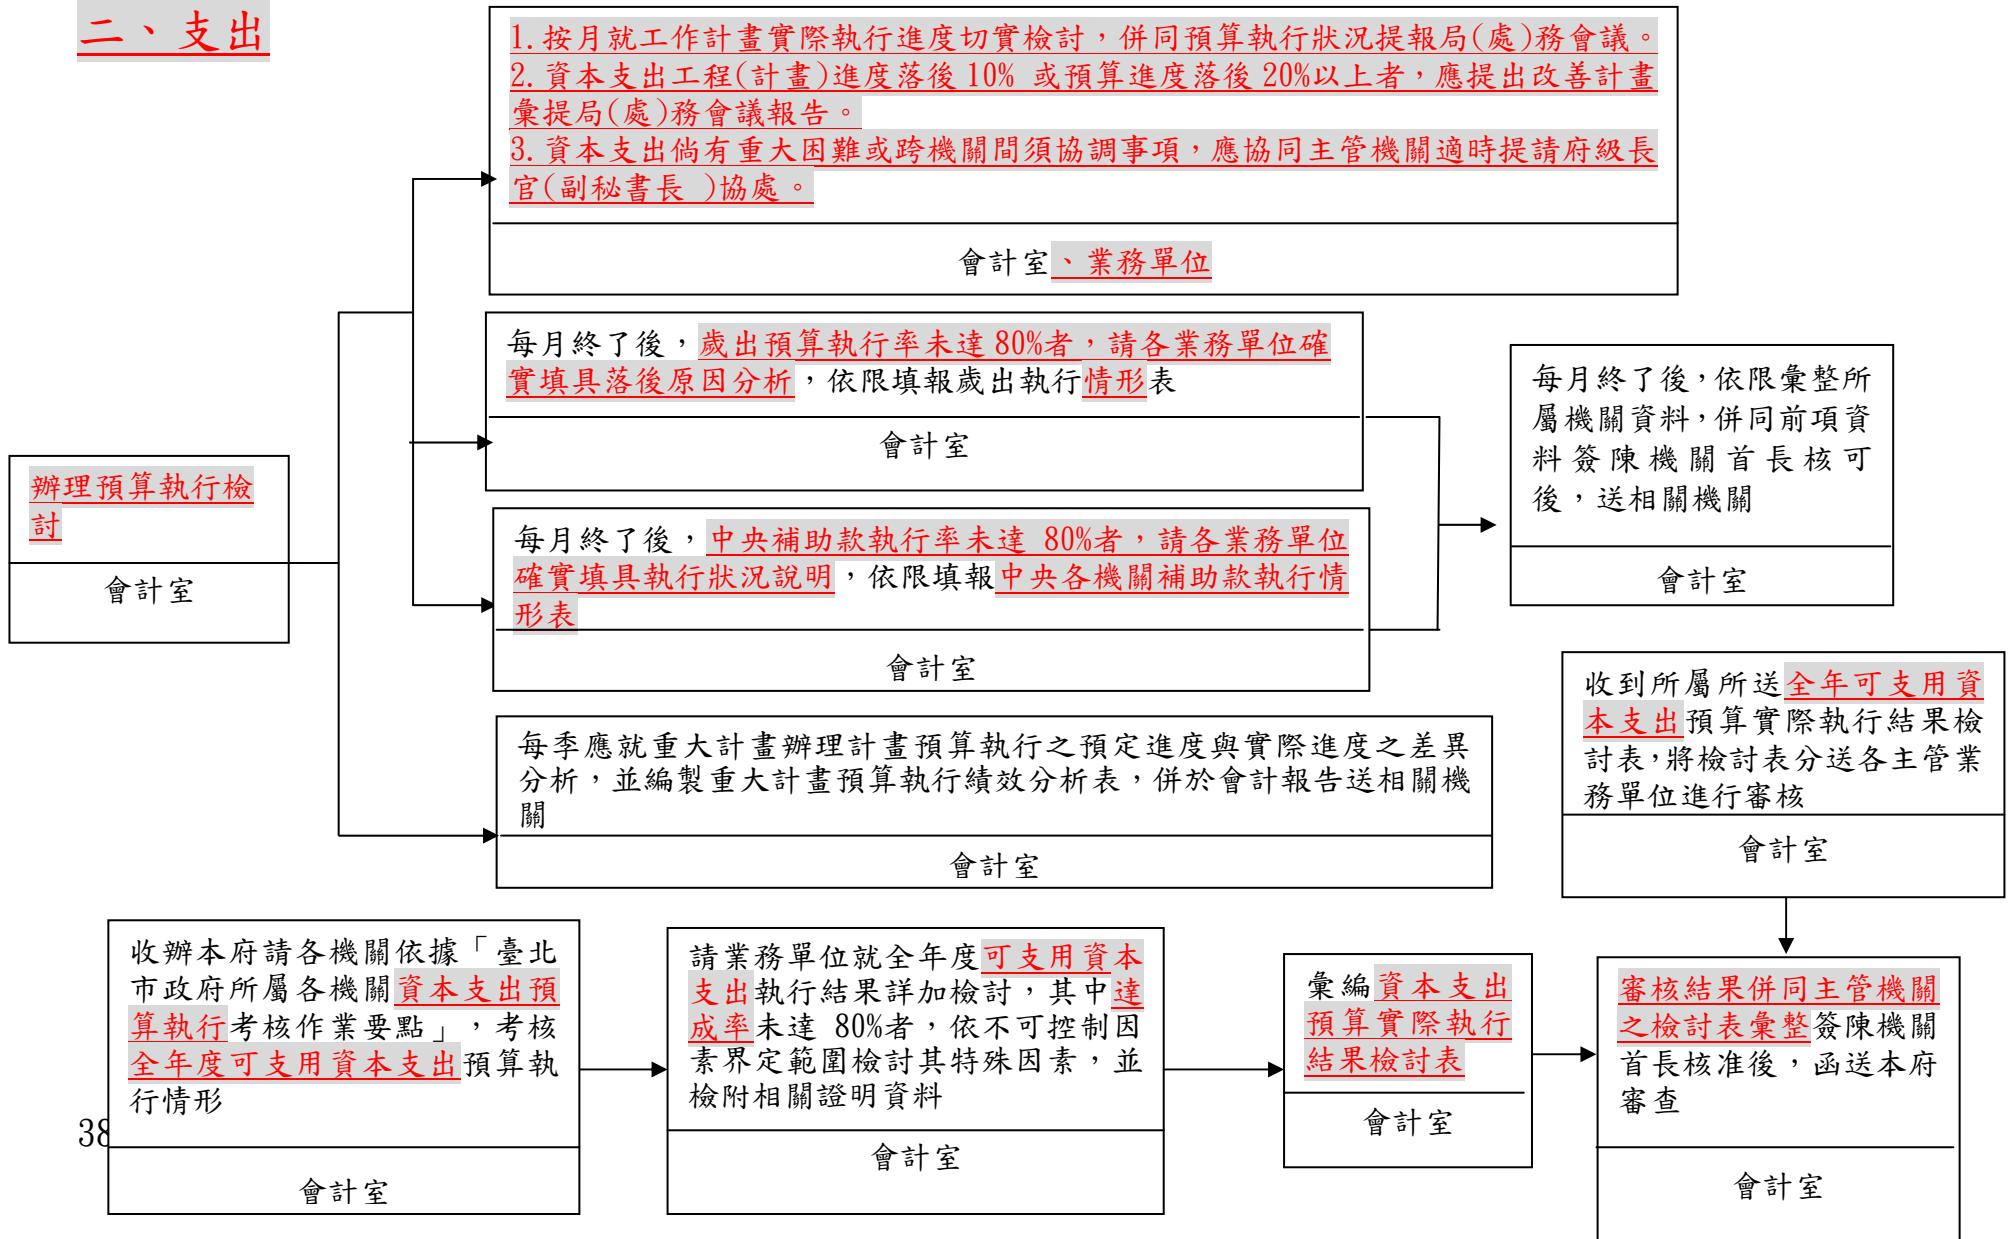 二、支出
1.按月就工作計畫實際執行進度切實檢討，併同預算執行狀況提報局(處)務會議。
2.資本支出工程(計畫)進度落後 10% 或預算進度落後 20%以上者，應提出改善計畫
彙提局(處)務會議報告。
3.資本支出倘有重大困難或跨機關間須協調事項，應協同主管機關適時提請府級長
官(副秘書長 )協處。
會計室、業務單位
每月終了後，歲出預算執行率未達 80%者，請各業務單位確
實填具落後原因分析，依限填報歲出執行情形表
會計室
每月終了後，依限彙整所
屬機關資料，併同前項資
料簽陳機關首長核可
後，送相關機關
會計室
辦理預算執行檢
討
會計室
每月終了後，中央補助款執行率未達 80%者，請各業務單位
確實填具執行狀況說明，依限填報中央各機關補助款執行情
形表
會計室
收到所屬所送全年可支用資
本支出預算實際執行結果檢
討表，將檢討表分送各主管業
務單位進行審核
會計室
每季應就重大計畫辦理計畫預算執行之預定進度與實際進度之差異
分析，並編製重大計畫預算執行績效分析表，併於會計報告送相關機
關
會計室
收辦本府請各機關依據「臺北
市政府所屬各機關資本支出預
算執行考核作業要點」，考核
全年度可支用資本支出預算執
行情形
會計室
請業務單位就全年度可支用資本
支出執行結果詳加檢討，其中達
成率未達 80%者，依不可控制因
素界定範圍檢討其特殊因素，並
檢附相關證明資料
會計室
彙編資本支出
預算實際執行
結果檢討表
會計室
審核結果併同主管機關
之檢討表彙整簽陳機關
首長核准後，函送本府
審查
會計室
38